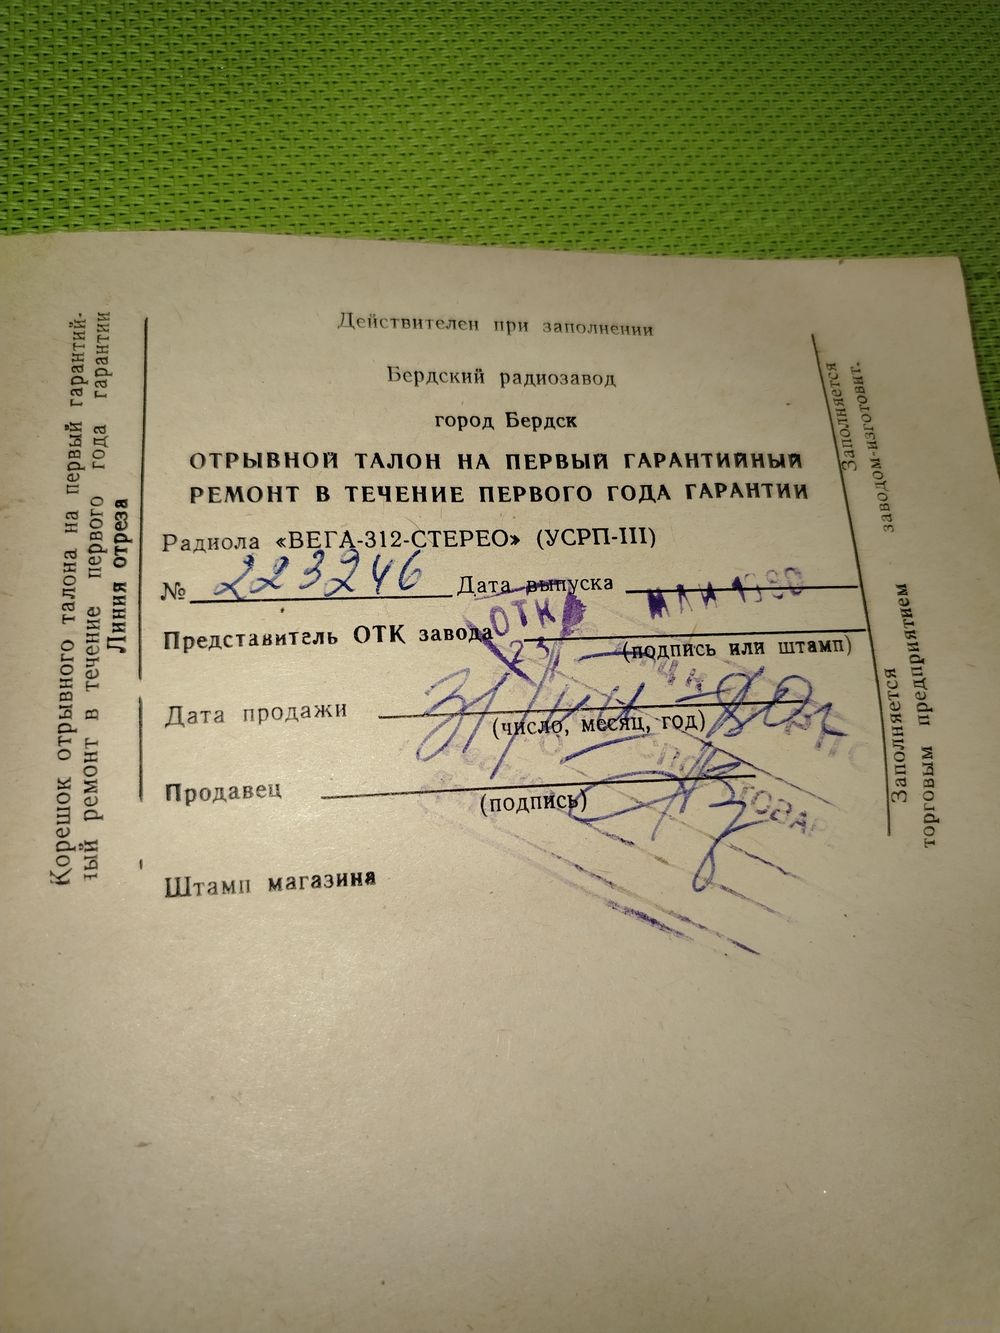 Действителен при заполнении
Бердский радиозавод
город Бердск
ОТРЫВНОЙ ТАЛОН НА ПЕРВЫЙ ГАРАНТИЙНЫЙ
РЕМОНТ В ТЕЧЕНИЕ ПЕРВОГО ГОДА ГАРАНТИИ
Радиола «ВЕГА-312-СТЕРЕО» (УСРП-III)
№ 223246 Дата выпуска МАЙ 1980
Представитель ОТК завода ОТК 23
(подпись или штамп)
Дата продажи
(число, месяц, год)
Продавец
(подпись)
Штамп магазина
Корешок отрывного талона на первый гарантий-
ный ремонт в течение первого года гарантии
Линия отреза
Заполняется
заводом-изготовит.
Заполняется
торговым предприятием